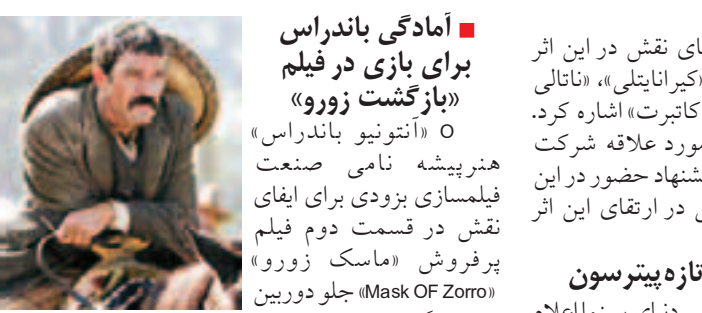 ای نقش در این اثر
«کیرانایتلی»، «ناتالی
کاتبرت» اشاره کرد.
مورد علاقه شرکت
شنهاد حضور در این
ی در ارتقای این اثر
تازه پیترسون
■ آمادگی باندراس
برای بازی در فیلم
«بازگشت زورو»
O «آنتونیو باندراس»
هنرپیشه نامی صنعت
فیلمسازی بزودی برای ایفای
نقش در قسمت دوم فیلم
پرفروش «ماسک زورو»
«Mask OF Zorro» جلو دوربین